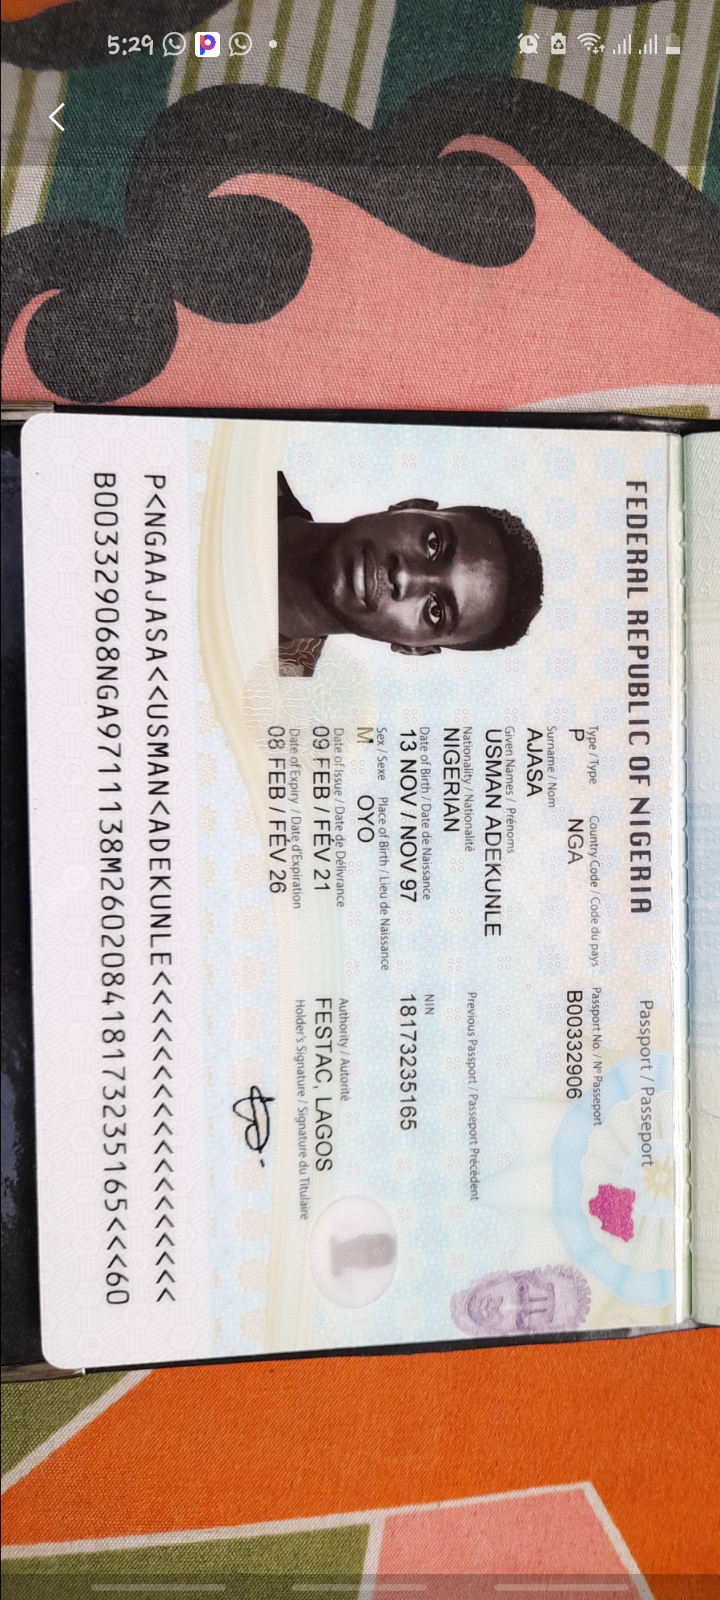 5:29
FEDERAL REPUBLIC OF NIGERIA
Passport / Passeport
Type / Type
Country Code / Code du pays
Passport No. / Nº Passeport
P
NGA
B00332906
Surname / Nom
AJASA
Given Names / Prénoms
USMAN ADEKUNLE
Nationality / Nationalité
Previous Passport / Passeport Précédent
NIGERIAN
Date of Birth / Date de Naissance
NIN
13 NOV / NOV 97
18173235165
Sex / Sexe
Place of Birth / Lieu de Naissance
M
OYO
Date of Issue / Date de Délivrance
Authority / Autorité
09 FEB / FÉV 21
FESTAC, LAGOS
Date of Expiry / Date d'Expiration
Holder's Signature / Signature du Titulaire
08 FEB / FÉV 26
P<NGAAJASA<<USMAN<ADEKUNLE<<<<<<<<<<<<<<<<<<
B003329068NGA9711138M260208418173235165<<<60